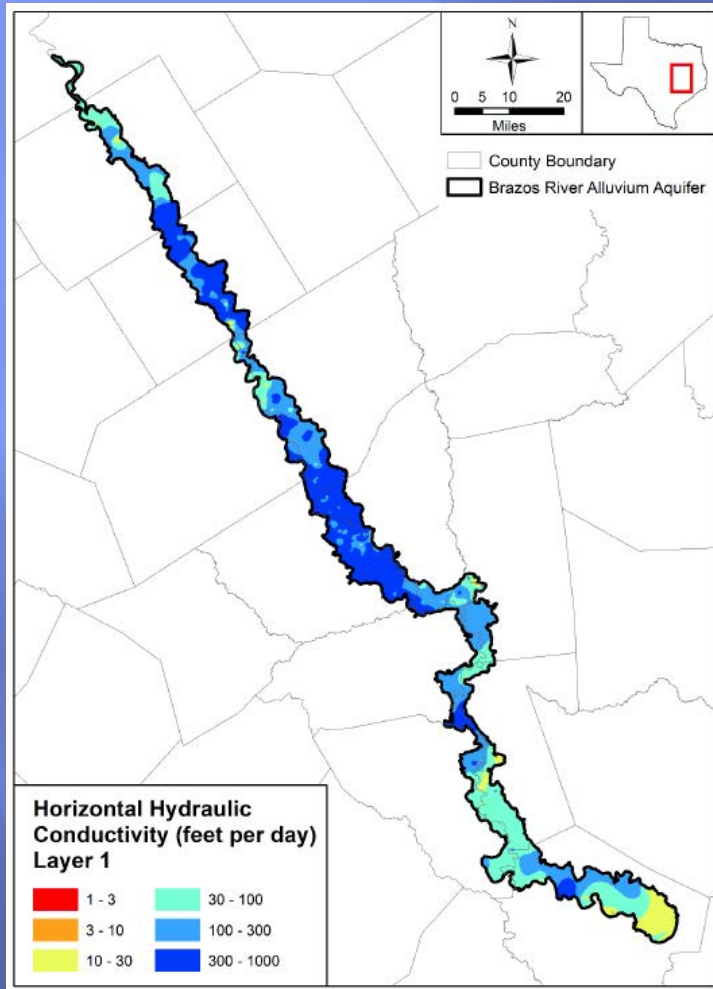 N
0 5 10 20
Miles
County Boundary
Brazos River Alluvium Aquifer
Horizontal Hydraulic
Conductivity (feet per day)
Layer 1
1 - 3
3 - 10
10 - 30
30 - 100
100 - 300
300 - 1000